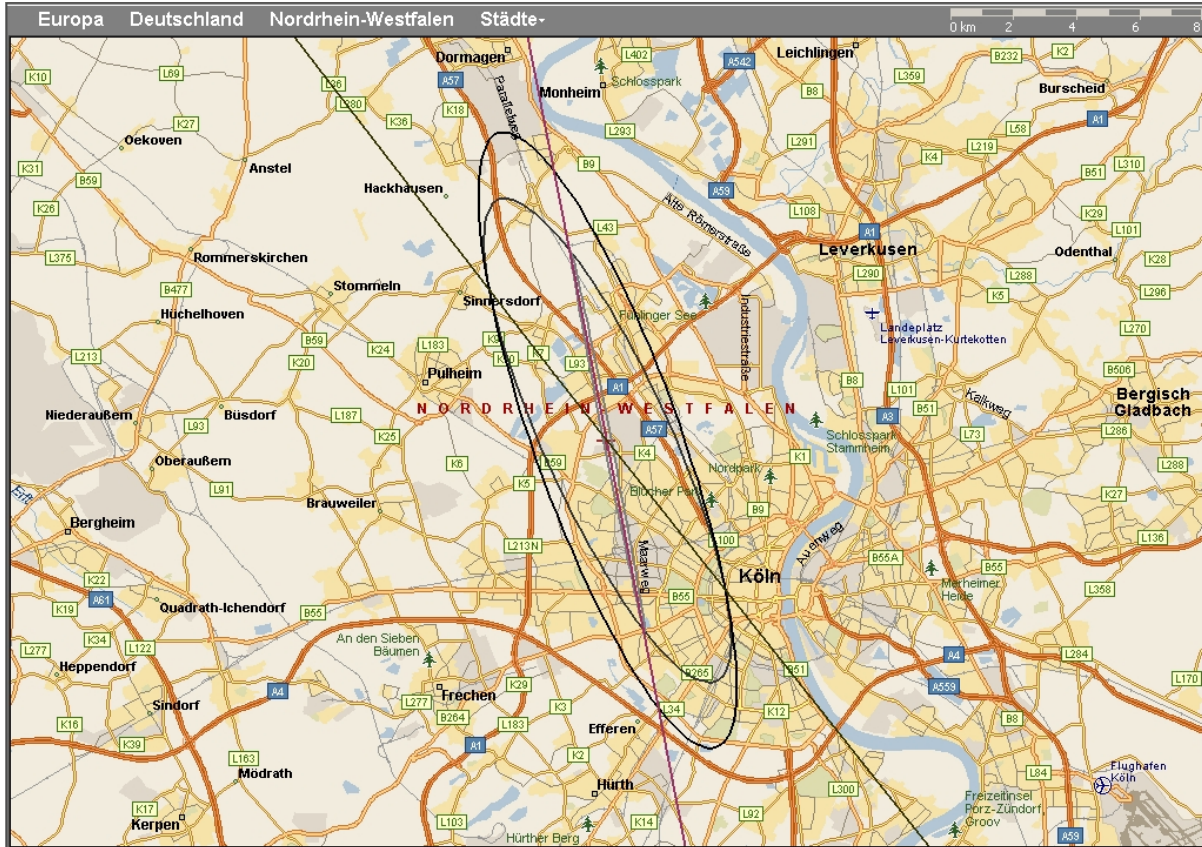 Europa Deutschland Nordrhein-Westfalen Städte
0 km 2 4 6 8
L69 L36 Dormagen L402 A542 Leichlingen K2
K10 L280 A57 Schlosspark B232
K18 Parallelweg Monheim B8 L359 Burscheid
K27 K36 L293 L58 A1
Oekoven L291 L219
K31 Anstel B9 K4 L310
B59 Hackhausen A59 B51
K26 Alte Römerstraße L108 K29
L43 A1 L101
L375 Rommerskirchen Leverkusen Odenthal K28
B477 Stommeln L290 L288
Sinnersdorf K5 L296
Hüchelhoven Fühlinger See Industriestraße Landeplatz
Leverkusen-Kurtekotten L270
L213 B59 K24 L183 K7 L93
K20 Pulheim B506
A1 B8 L101 Kalkweg Bergisch
Gladbach
Niederaußern Büsdorf L187 NORDRHEIN-WESTFALEN B51
L93 K25 A57 A3 L73 L286
Schlosspark
Stammheim
Oberaußern K6 B59 K4 Nordpark K1 L288
L91 K5 Blücher Park K27
Erft Brauweiler B9
Bergheim L213N L100 Auenweg L136
Maarweg B55A B55
K22 Köln Merheimer
Heide
A61 Quadrath-Ichendorf B55 B55 L358
K19
K34 An den Sieben
Bäumen
L277 L122 A4 L284
Heppendorf B265 B51 L170
A4 K29 A559
L277 Frechen L34 K12
Sindorf B264 K3 B8
K16 L183 Efferen
K39 A1
L163 K2 L84 Flughafen
Köln
Mödrath Hürth L300
K17 Freizeitinsel
Porz-Zündorf,
Groov
Kerpen L103 Hürther Berg K14 L92 A59